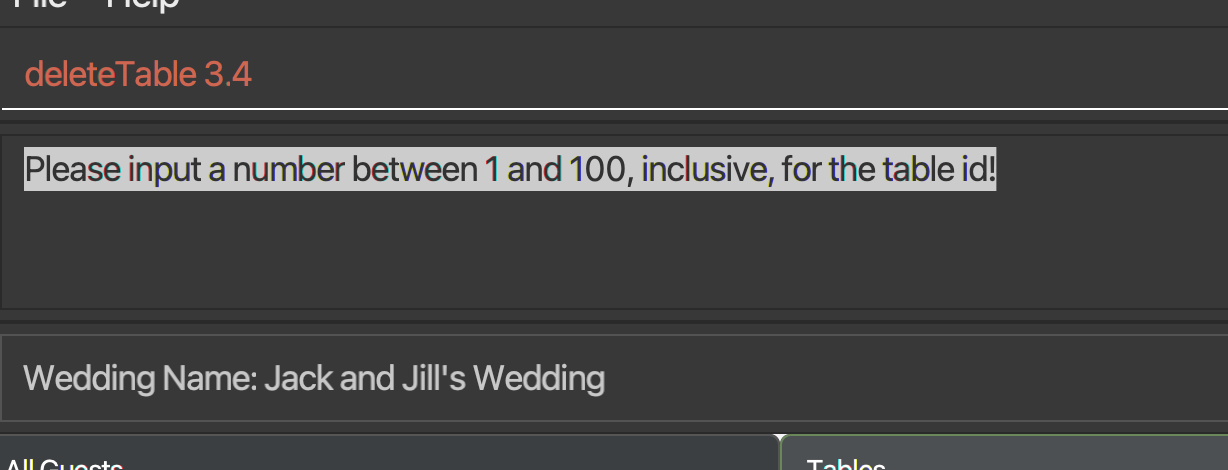 File Help
deleteTable 3.4
Please input a number between 1 and 100, inclusive, for the table id!
Wedding Name: Jack and Jill's Wedding
All Guests Tables